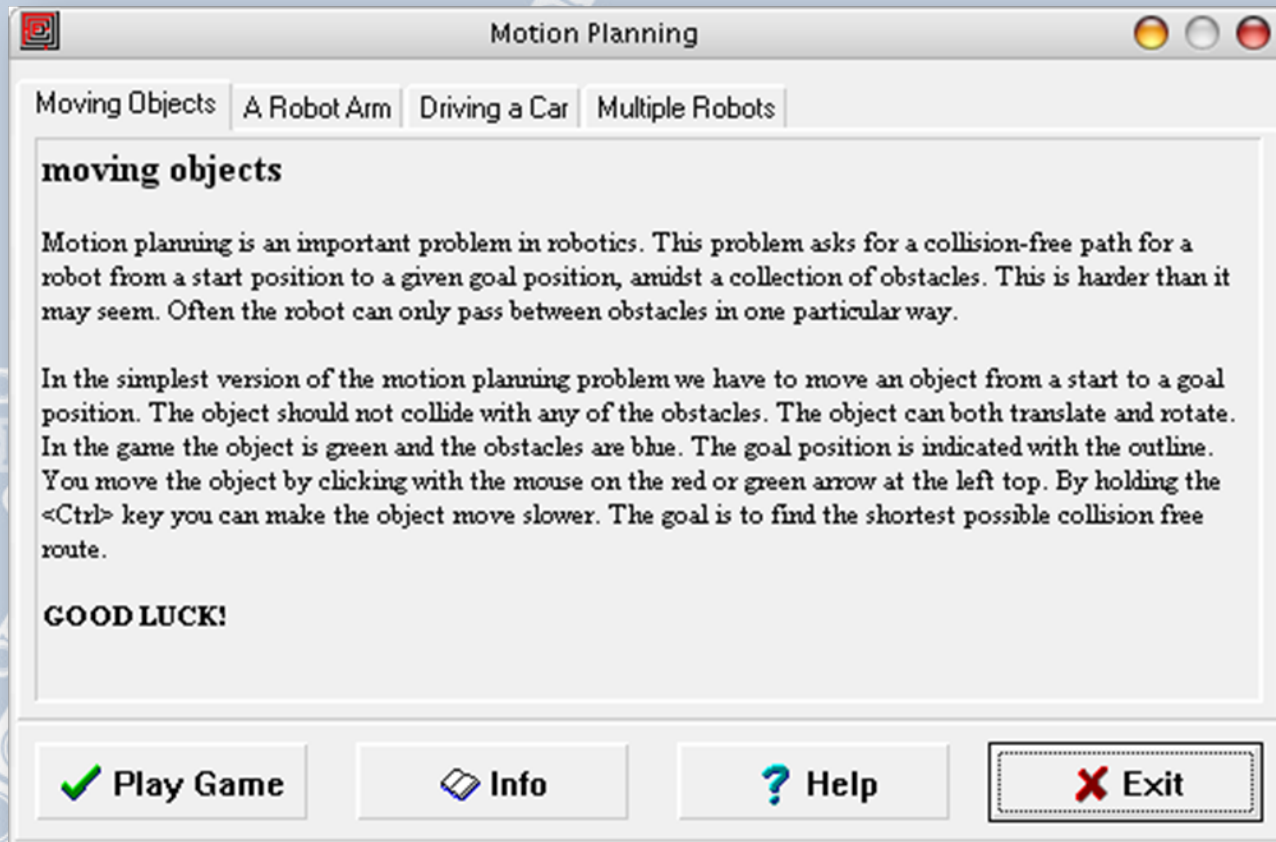 Motion Planning
Moving Objects A Robot Arm Driving a Car Multiple Robots
moving objects
Motion planning is an important problem in robotics. This problem asks for a collision-free path for a
robot from a start position to a given goal position, amidst a collection of obstacles. This is harder than it
may seem. Often the robot can only pass between obstacles in one particular way.
In the simplest version of the motion planning problem we have to move an object from a start to a goal
position. The object should not collide with any of the obstacles. The object can both translate and rotate.
In the game the object is green and the obstacles are blue. The goal position is indicated with the outline.
You move the object by clicking with the mouse on the red or green arrow at the left top. By holding the
<Ctrl> key you can make the object move slower. The goal is to find the shortest possible collision free
route.
GOOD LUCK!
Play Game Info Help Exit